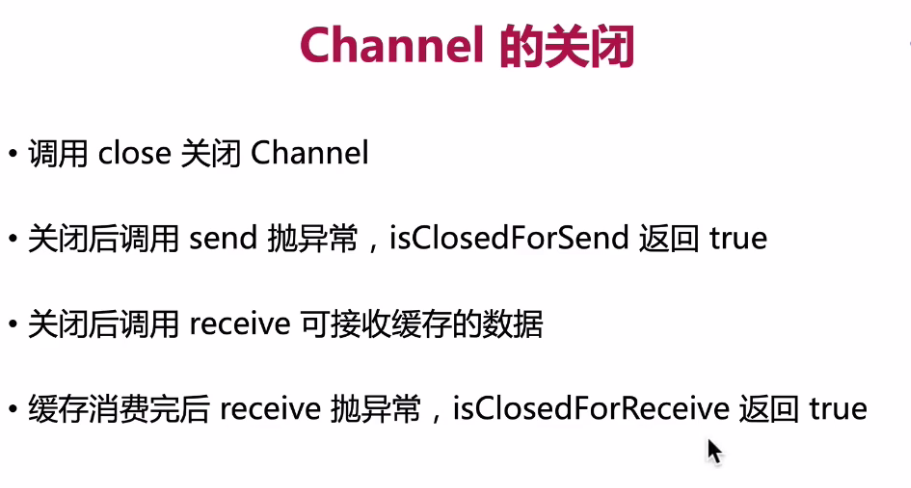 Channel 的关闭
• 调用 close 关闭 Channel
• 关闭后调用 send 抛异常，isClosedForSend 返回 true
• 关闭后调用 receive 可接收缓存的数据
• 缓存消费完后 receive 抛异常，isClosedForReceive 返回 true